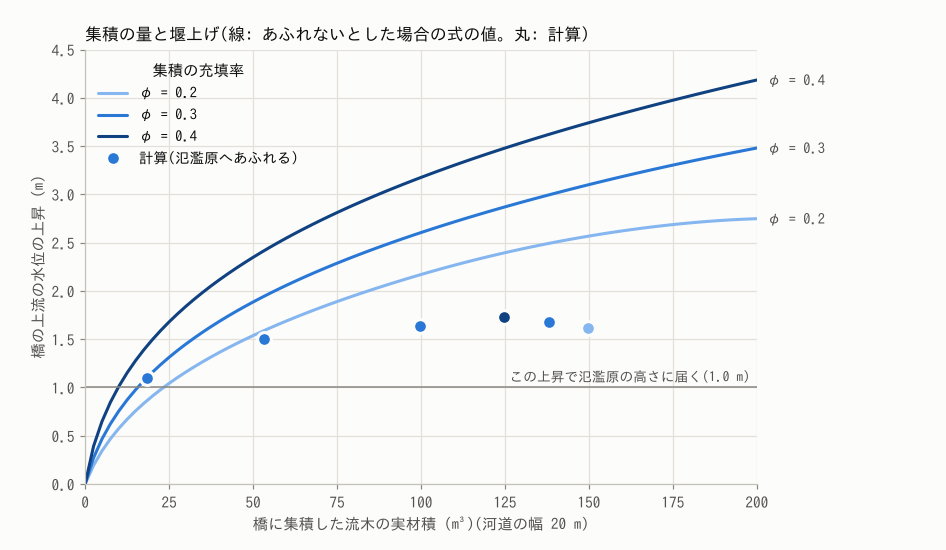 集積の量と堰上げ(線: あふれないとした場合の式の値。丸: 計算)
4.5
4.0
3.5
3.0
2.5
2.0
1.5
1.0
0.5
0.0
橋の上流の水位の上昇 (m)
集積の充填率
φ = 0.2
φ = 0.3
φ = 0.4
計算(氾濫原へあふれる)
φ = 0.4
φ = 0.3
φ = 0.2
この上昇で氾濫原の高さに届く(1.0 m)
0 25 50 75 100 125 150 175 200
橋に集積した流木の実材積 (m³)(河道の幅 20 m)